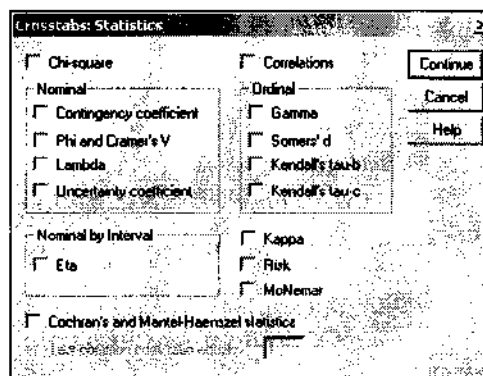 Crosstabs: Statistics
Chi-square
Correlations
Continue
Nominal
Ordinal
Cancel
Contingency coefficient
Gamma
Help
Phi and Cramer's V
Somers' d
Lambda
Kendall's tau-b
Uncertainty coefficient
Kendall's tau-c
Nominal by Interval
Kappa
Eta
Risk
McNemar
Cochran's and Mantel-Haenszel statistics